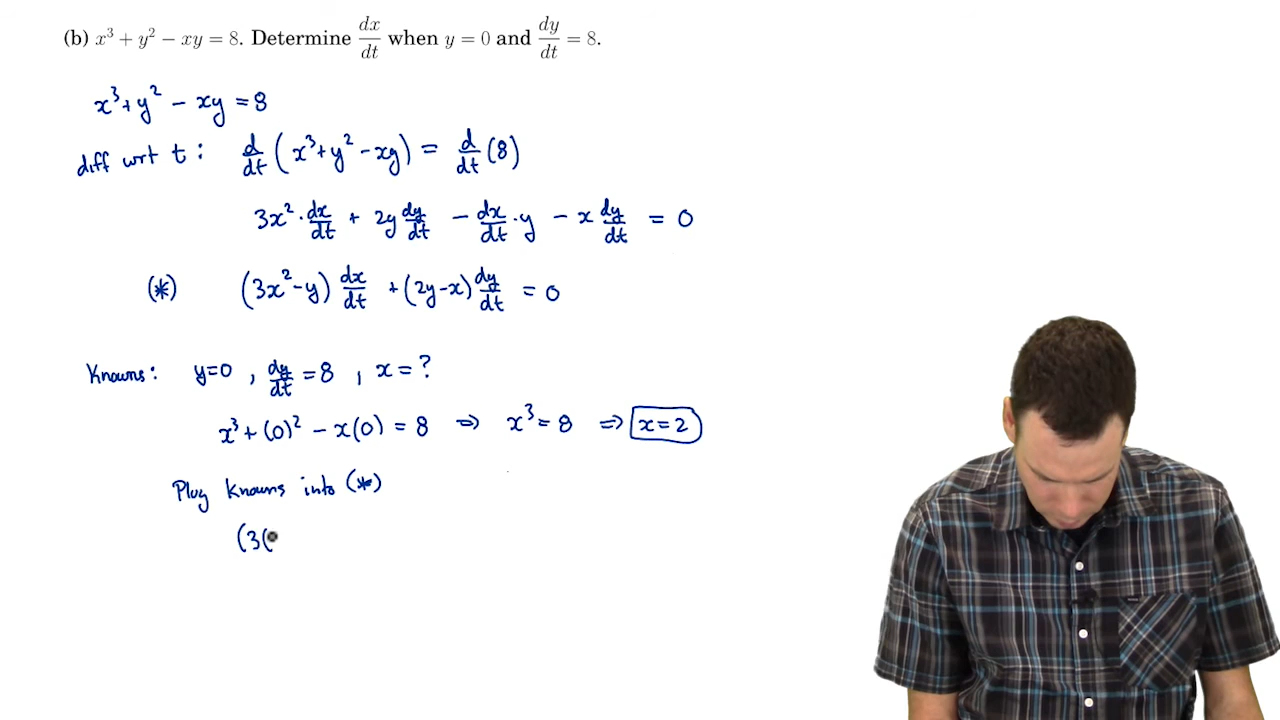 (b) x³ + y² − xy = 8. Determine dx/dt when y = 0 and dy/dt = 8.
x³ + y² − xy = 8
diff wrt t : d/dt (x³ + y² − xy) = d/dt (8)
3x² · dx/dt + 2y dy/dt − dx/dt · y − x dy/dt = 0
(*) (3x² − y) dx/dt + (2y − x) dy/dt = 0
Knowns: y=0 , dy/dt = 8 , x = ?
x³ + (0)² − x(0) = 8 ⇒ x³ = 8 ⇒ x = 2
Plug Knowns into (*)
(3(